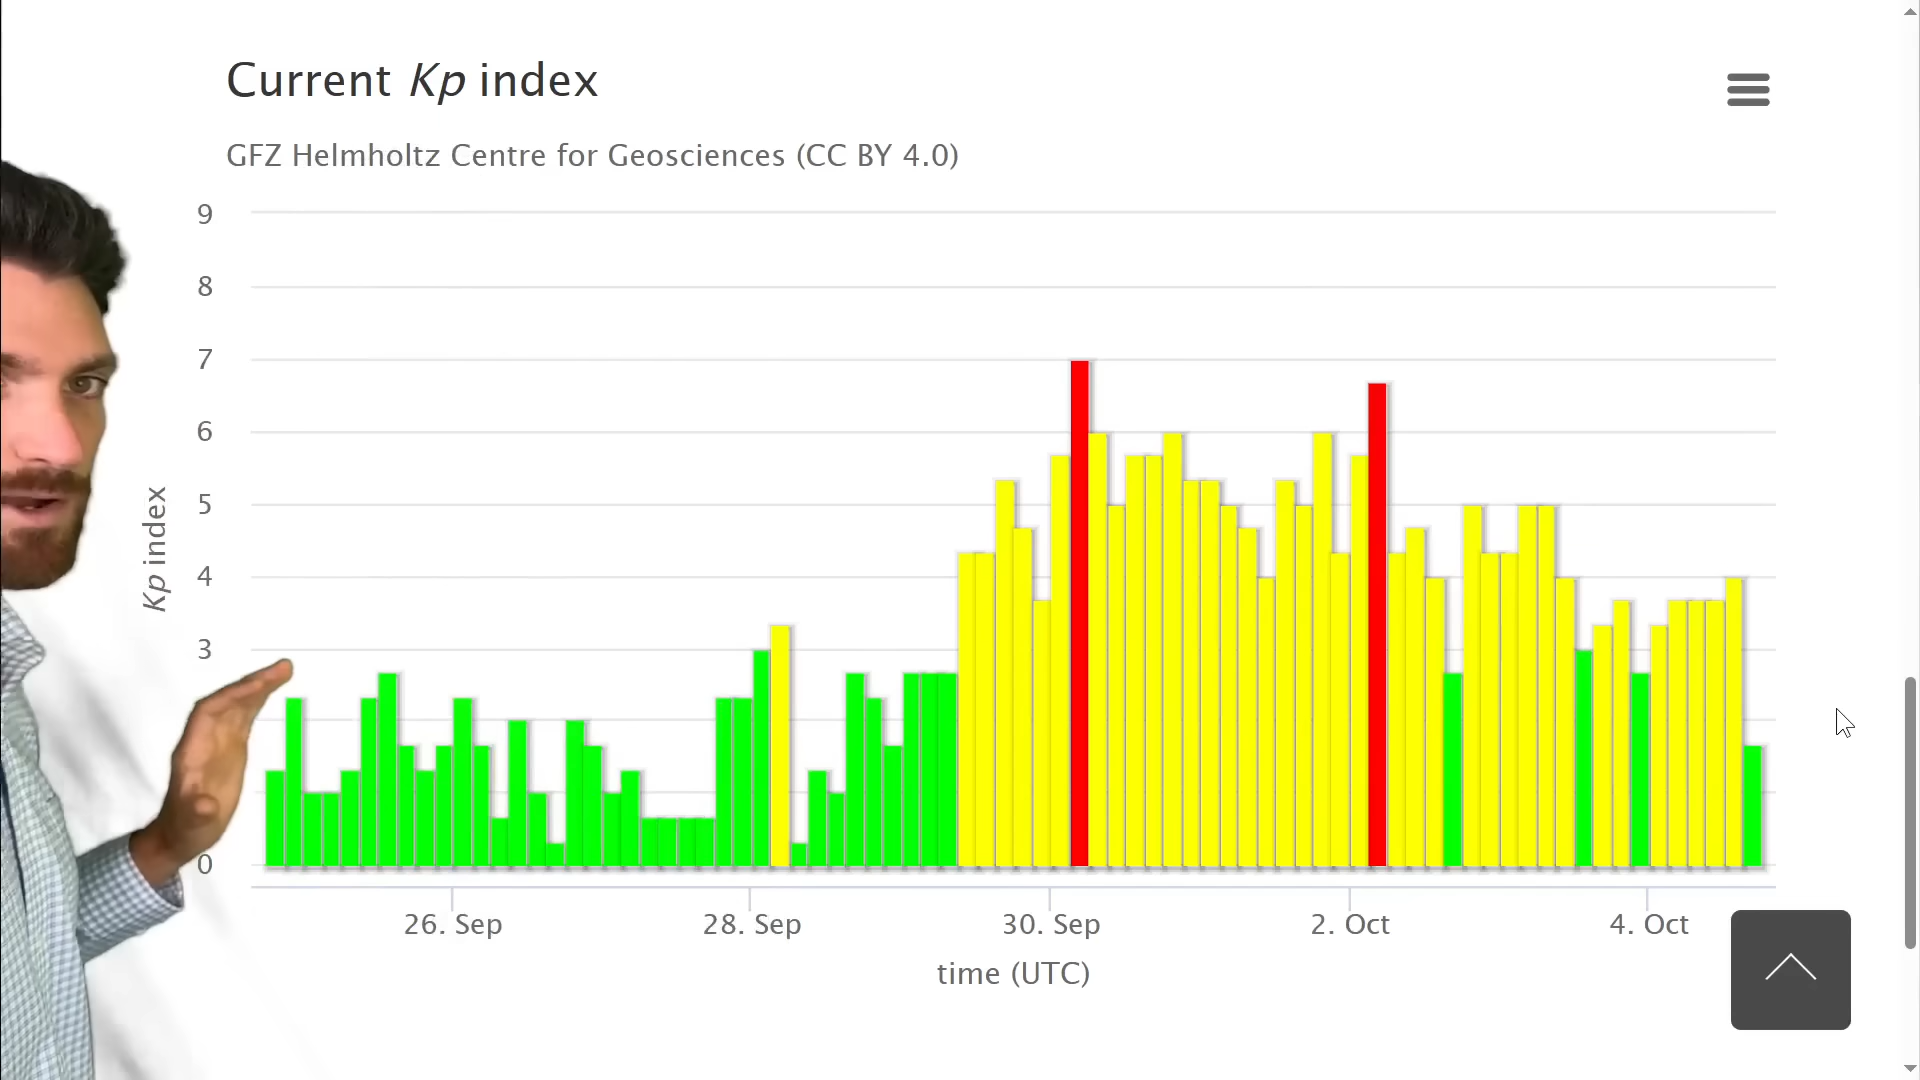 Current Kp index
GFZ Helmholtz Centre for Geosciences (CC BY 4.0)
9
8
7
6
5
4
3
0
Kp index
26. Sep
28. Sep
30. Sep
2. Oct
4. Oct
time (UTC)